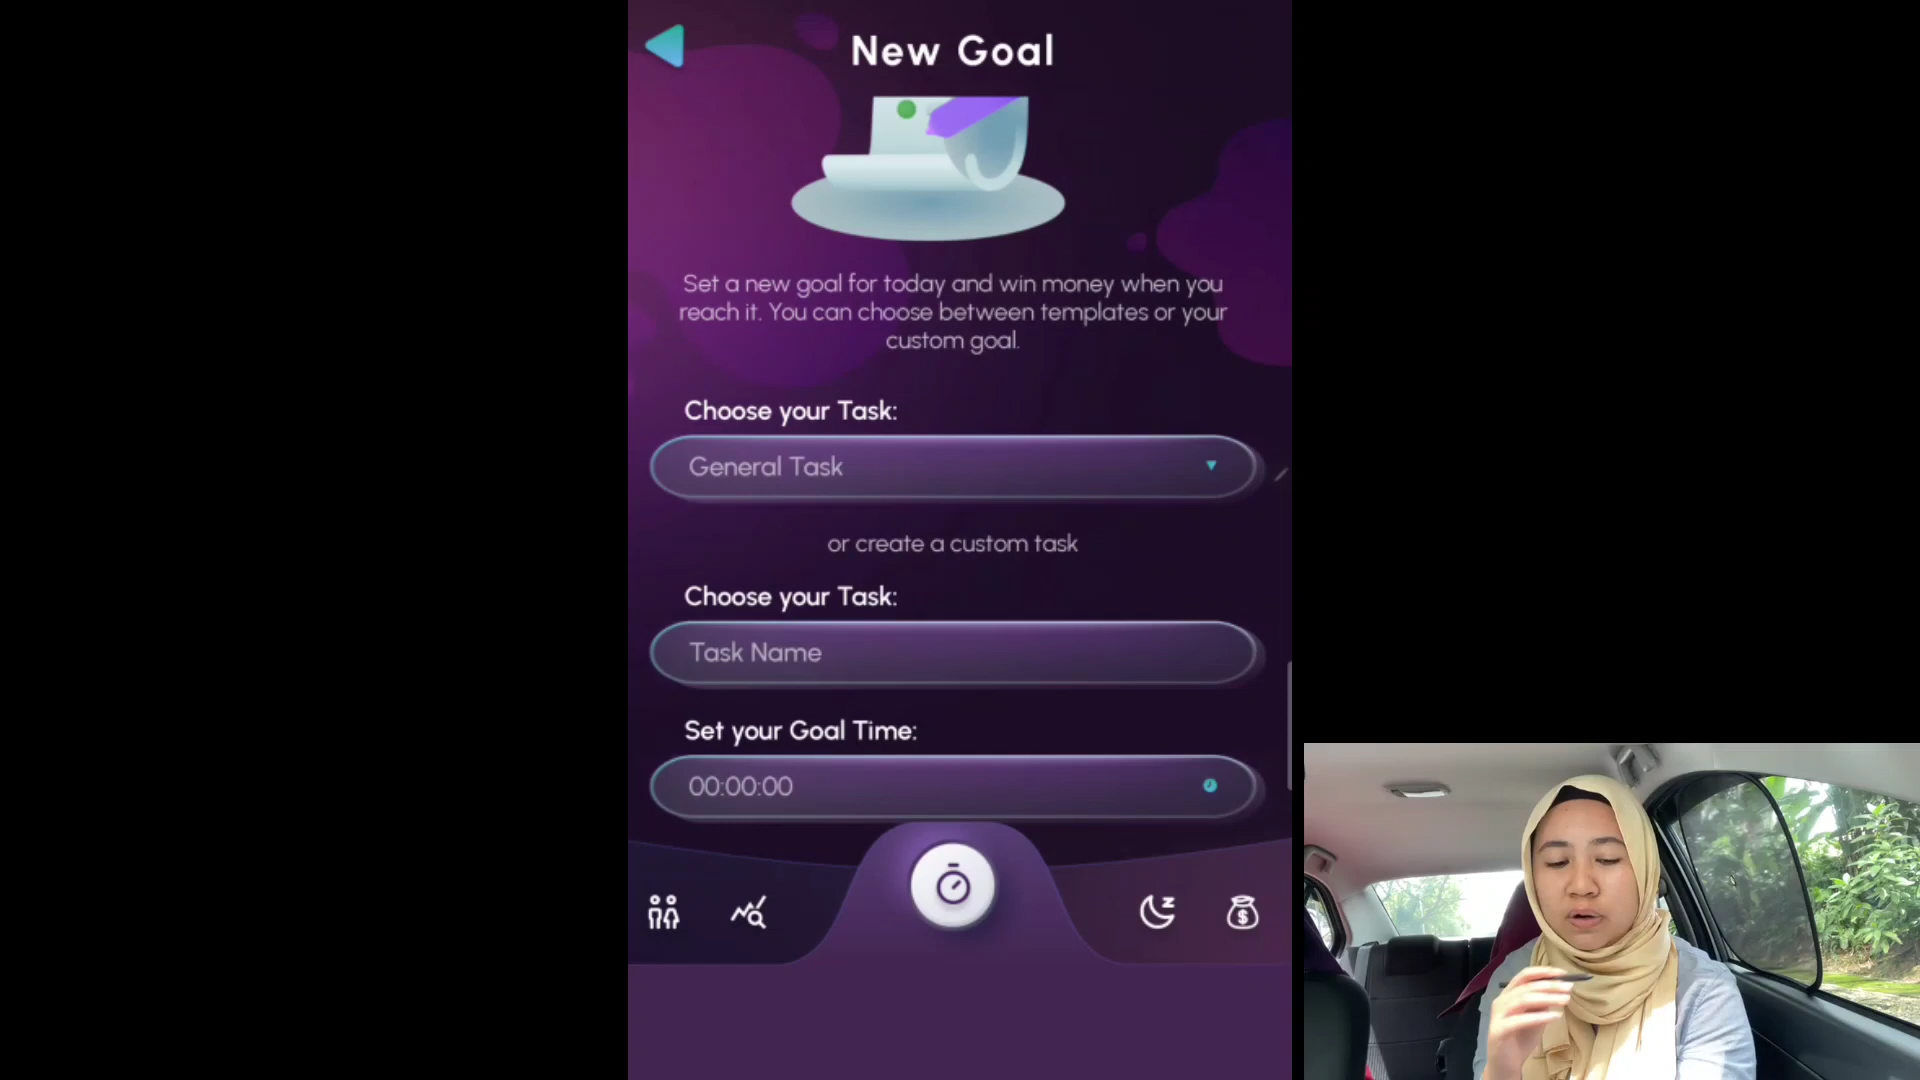 New Goal
Set a new goal for today and win money when you
reach it. You can choose between templates or your
custom goal.
Choose your Task:
General Task
or create a custom task
Choose your Task:
Task Name
Set your Goal Time:
00:00:00